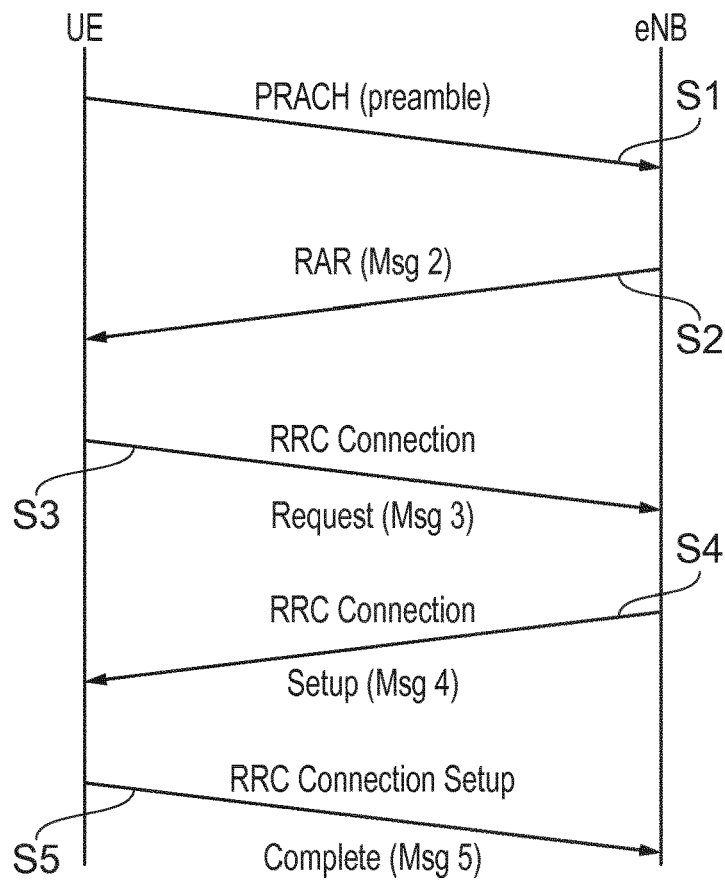 UE eNB
PRACH (preamble)
S1
RAR (Msg 2)
S2
RRC Connection
S3
Request (Msg 3)
S4
RRC Connection
Setup (Msg 4)
RRC Connection Setup
S5
Complete (Msg 5)